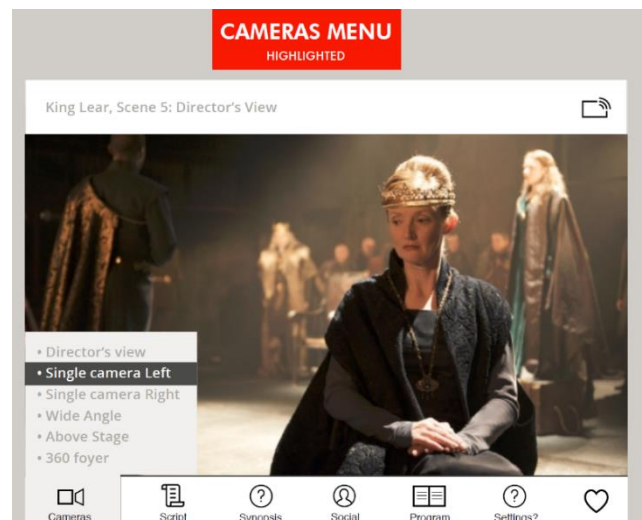 CAMERAS MENU
HIGHLIGHTED
King Lear, Scene 5: Director's View
• Director's view
• Single camera Left
• Single camera Right
• Wide Angle
• Above Stage
• 360 foyer
Cameras Script Synopsis Social Program Settings?